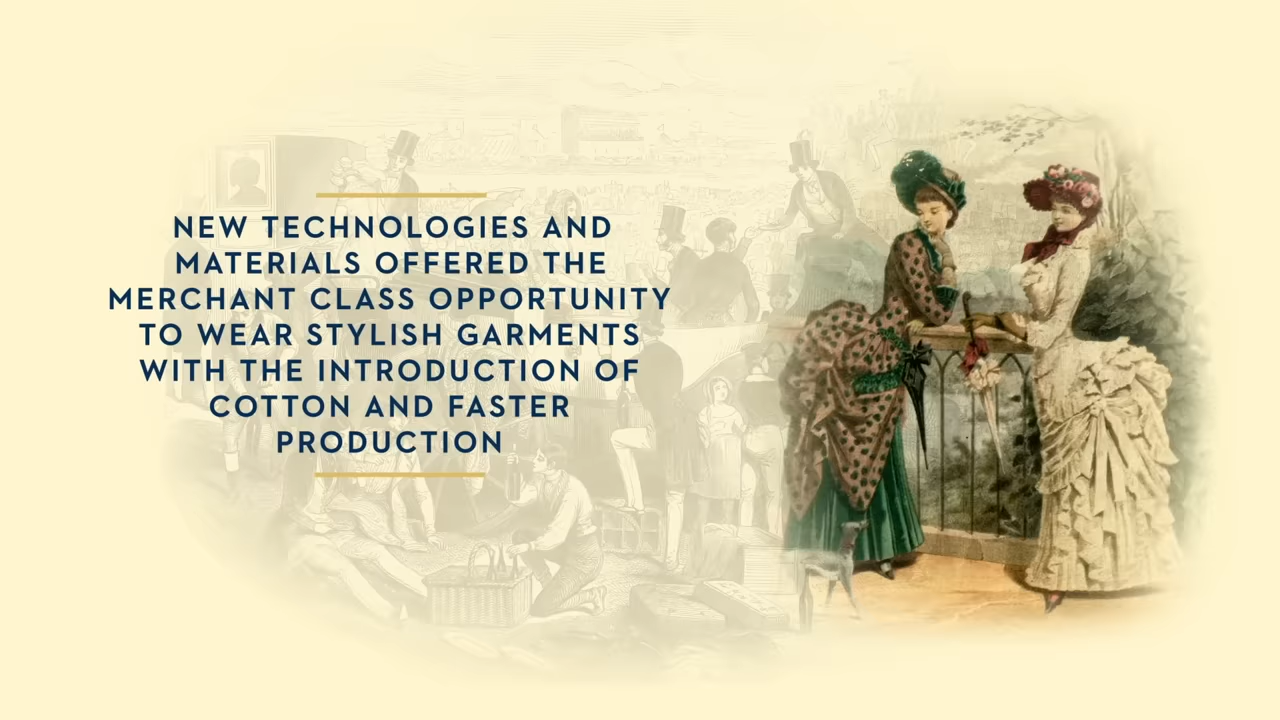 NEW TECHNOLOGIES AND
MATERIALS OFFERED THE
MERCHANT CLASS OPPORTUNITY
TO WEAR STYLISH GARMENTS
WITH THE INTRODUCTION OF
COTTON AND FASTER
PRODUCTION